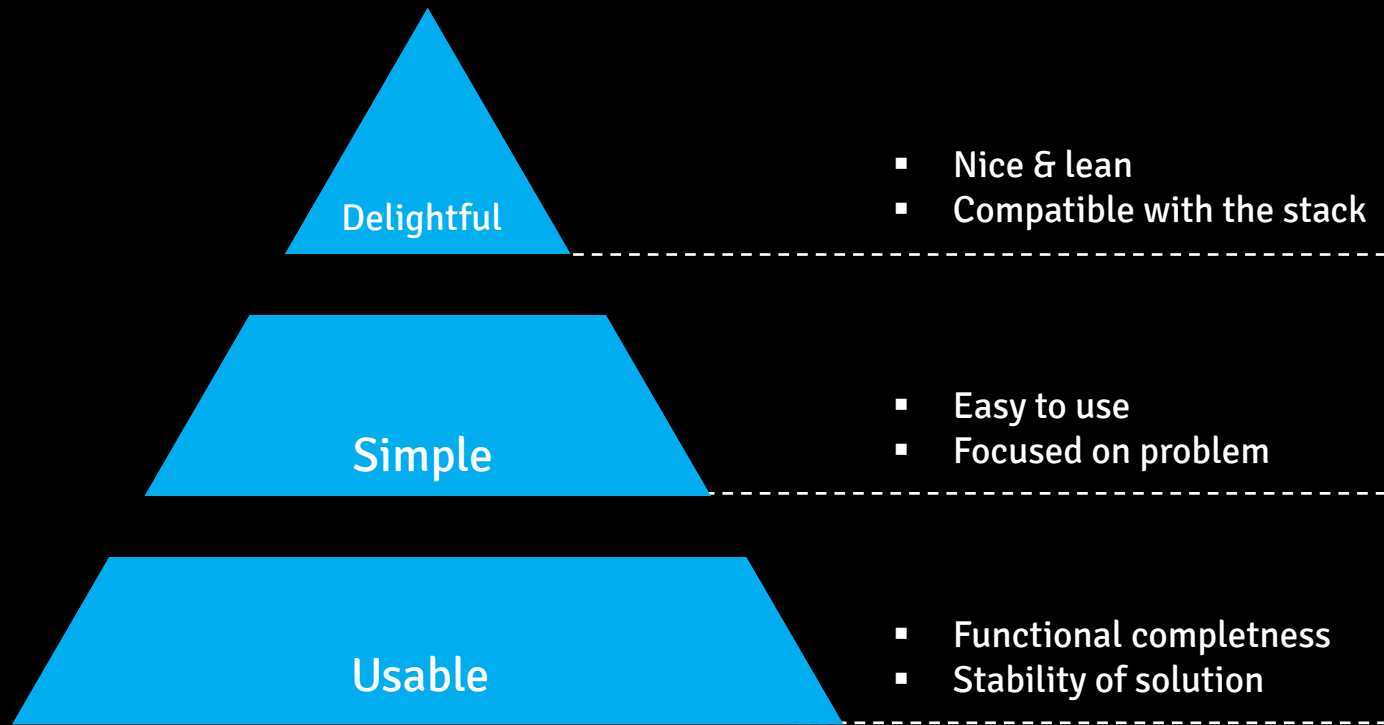 Delightful
▪ Nice & lean
▪ Compatible with the stack
Simple
▪ Easy to use
▪ Focused on problem
Usable
▪ Functional completness
▪ Stability of solution